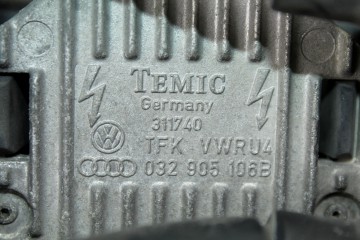 TEMIC
Germany
311740
TFK VWRU4
032 905 106B